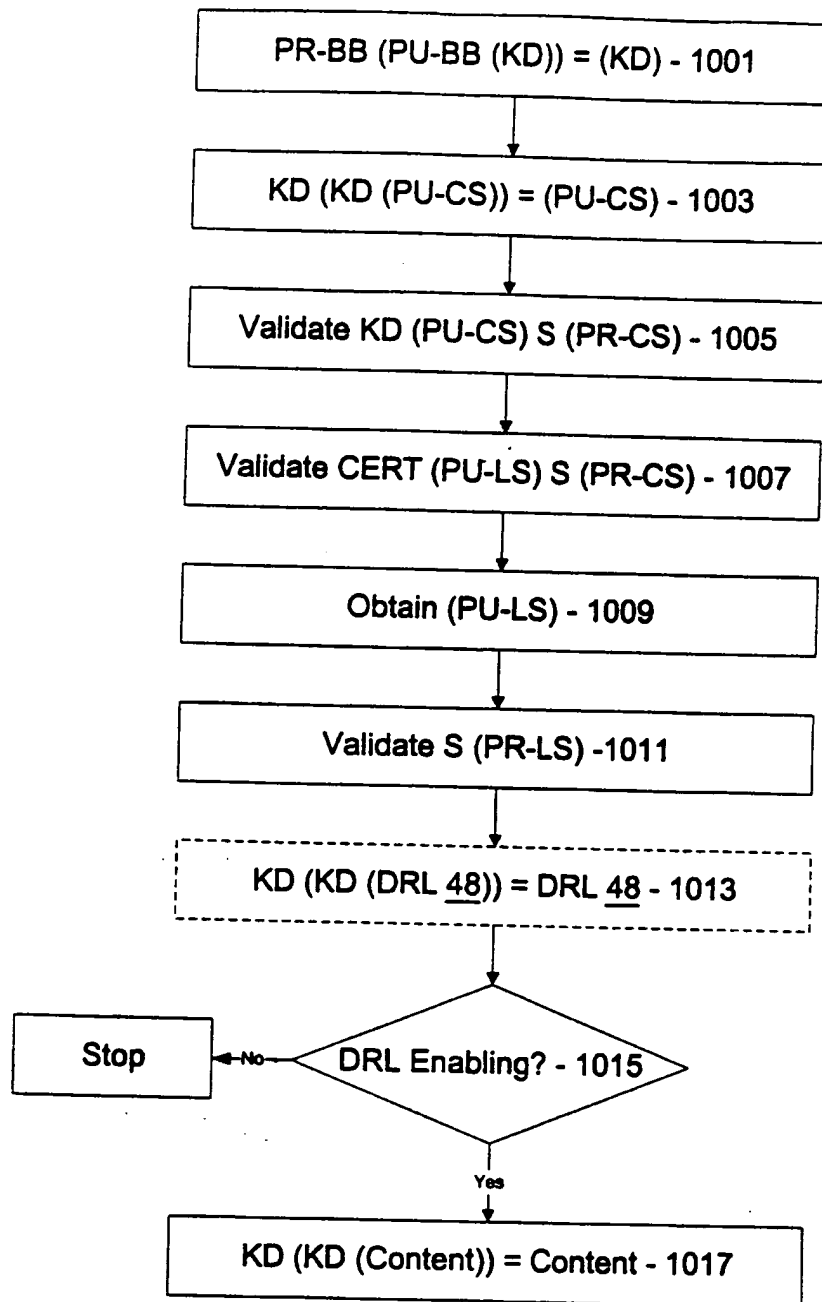 PR-BB (PU-BB (KD)) = (KD) - 1001
KD (KD (PU-CS)) = (PU-CS) - 1003
Validate KD (PU-CS) S (PR-CS) - 1005
Validate CERT (PU-LS) S (PR-CS) - 1007
Obtain (PU-LS) - 1009
Validate S (PR-LS) -1011
KD (KD (DRL 48)) = DRL 48 - 1013
DRL Enabling? - 1015
No
Stop
Yes
KD (KD (Content)) = Content - 1017